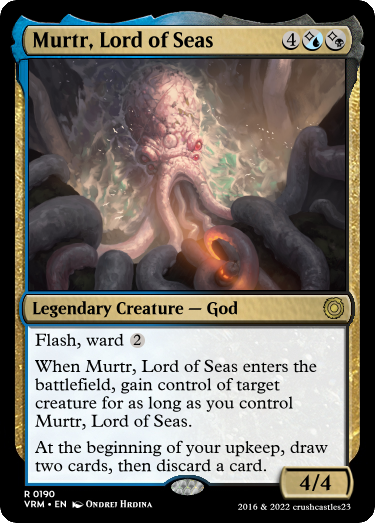 Murtr, Lord of Seas 4
Legendary Creature — God
Flash, ward 2
When Murtr, Lord of Seas enters the
battlefield, gain control of target
creature for as long as you control
Murtr, Lord of Seas.
At the beginning of your upkeep, draw
two cards, then discard a card.
4/4
R 0190
VRM • EN Ondrej Hrdina
2016 & 2022 crushcastles23